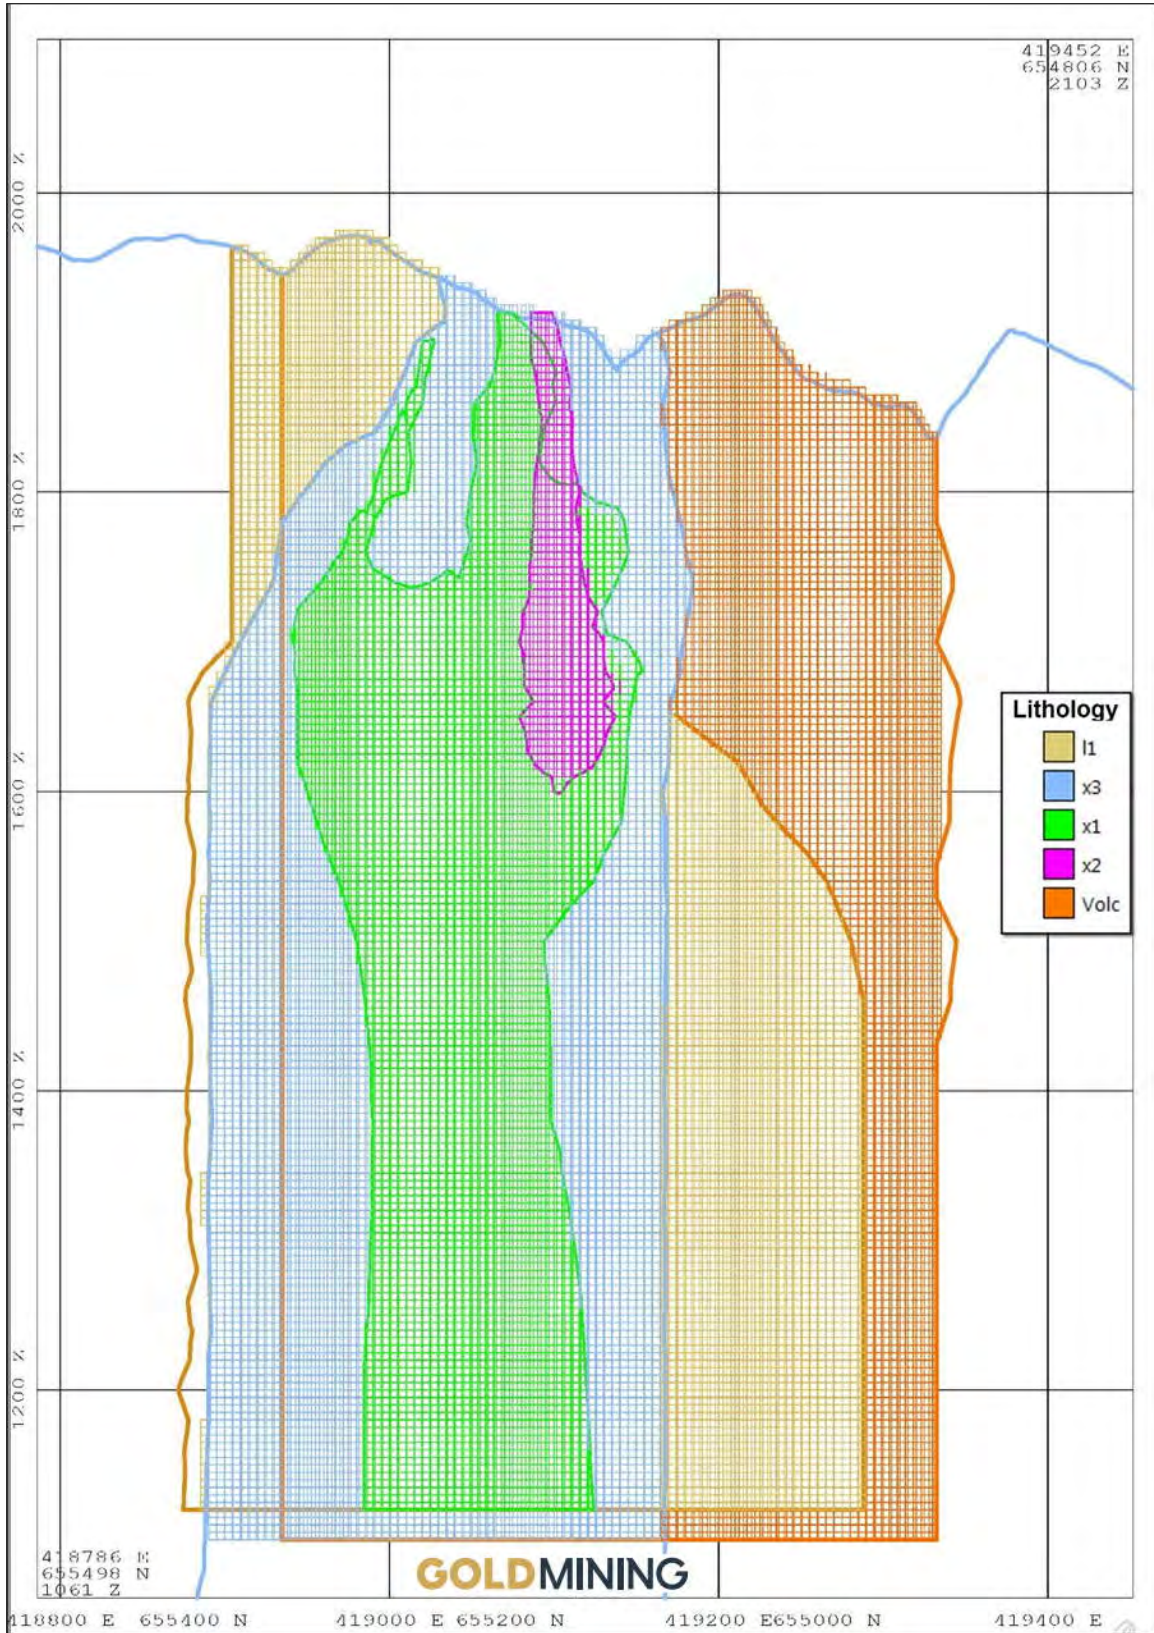 419452 E
654806 N
2103 Z
2000 Z
1800 Z
1600 Z
1400 Z
1200 Z
Lithology
l1
x3
x1
x2
Volc
418786 E
655498 N
1061 Z
GOLDMINING
418800 E 655400 N 419000 E 655200 N 419200 E655000 N 419400 E